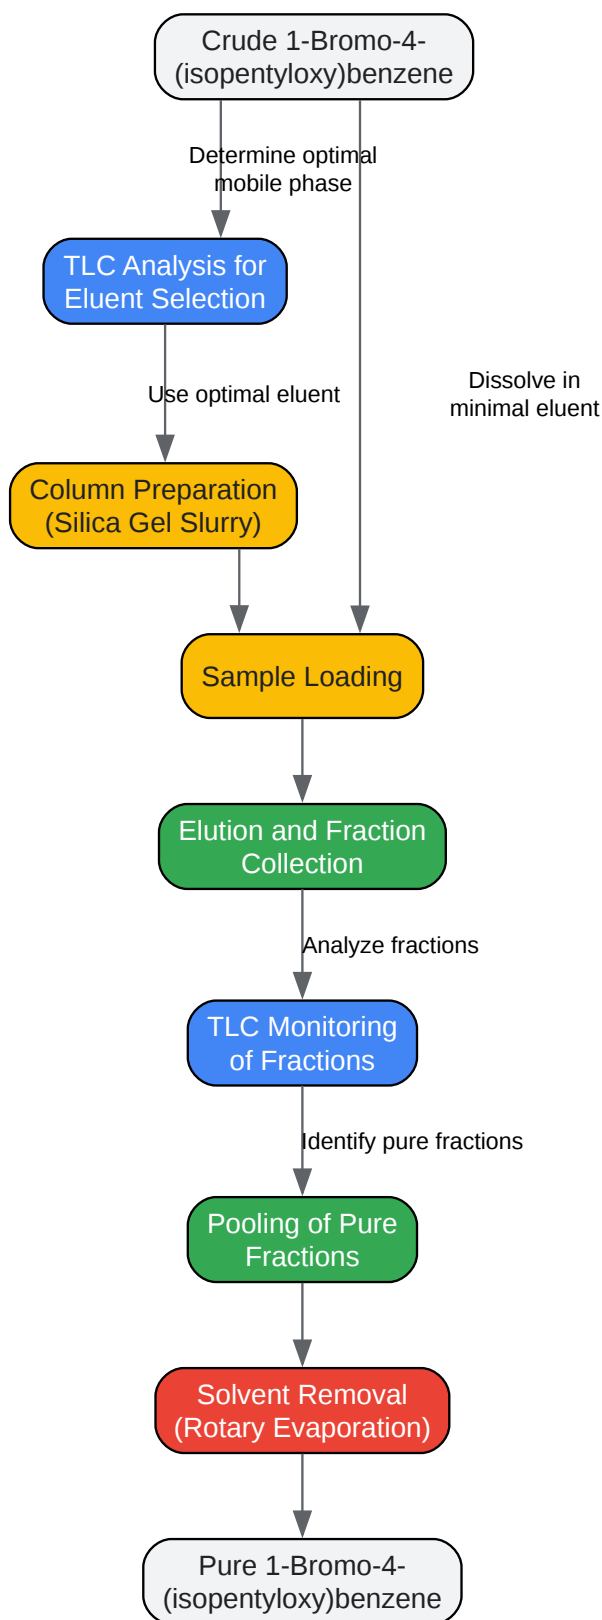 Crude 1-Bromo-4-
(isopentyloxy)benzene
Determine optimal
mobile phase
TLC Analysis for
Eluent Selection
Use optimal eluent
Dissolve in
minimal eluent
Column Preparation
(Silica Gel Slurry)
Sample Loading
Elution and Fraction
Collection
Analyze fractions
TLC Monitoring
of Fractions
Identify pure fractions
Pooling of Pure
Fractions
Solvent Removal
(Rotary Evaporation)
Pure 1-Bromo-4-
(isopentyloxy)benzene